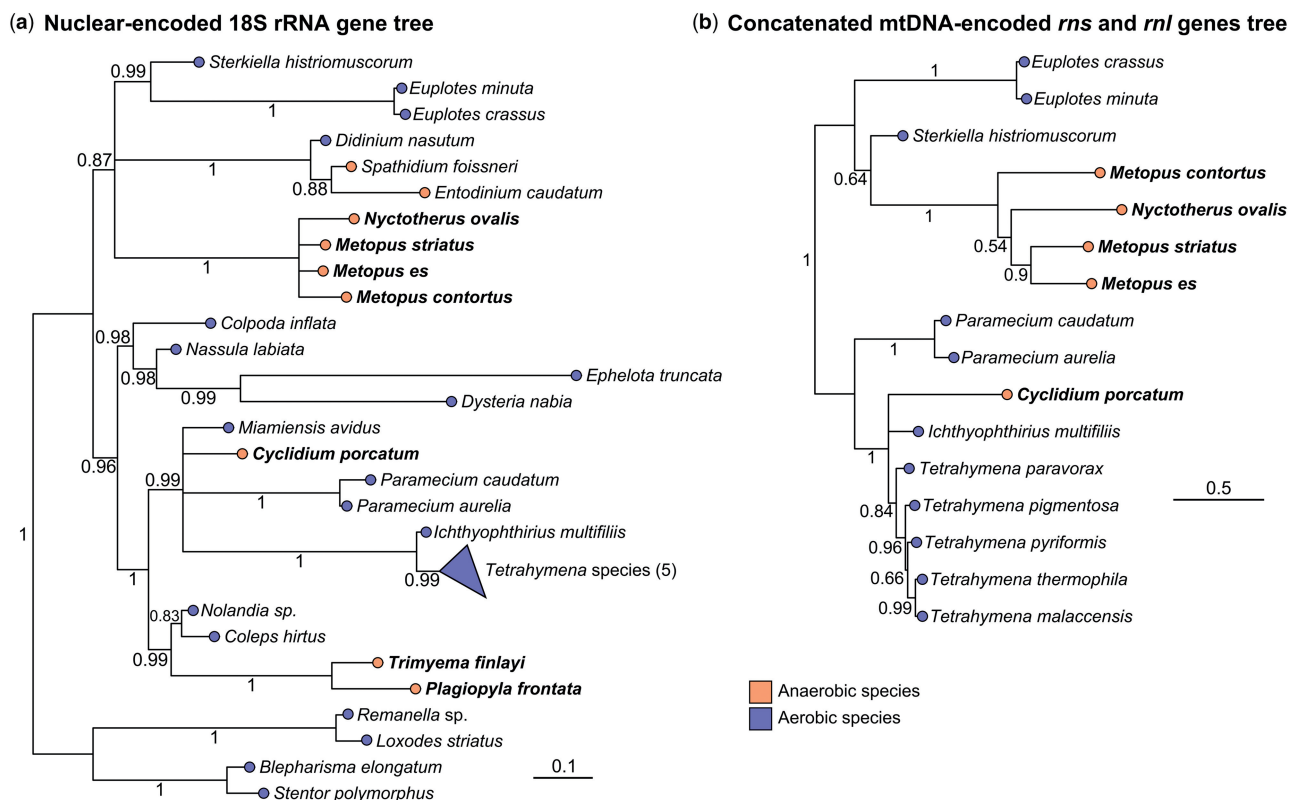 (a) Nuclear-encoded 18S rRNA gene tree
0.99
Sterkiella histriomuscorum
Euplotes minuta
1
Euplotes crassus
Didinium nasutum
0.87
1
Spathidium foissneri
0.88
Entodinium caudatum
Nyctotherus ovalis
Metopus striatus
1
Metopus es
Metopus contortus
Colpoda inflata
0.98
Nassula labiata
0.98
Ephelota truncata
0.99
Dysteria nabia
Miamiensis avidus
Cyclidium porcatum
0.96
0.99
Paramecium caudatum
1
Paramecium aurelia
1
Ichthyophthirius multifiliis
1
0.99
Tetrahymena species (5)
1
Nolandia sp.
0.83
Coleps hirtus
0.99
Trimyema finlayi
1
Plagiopyla frontata
Remanella sp.
1
Loxodes striatus
Blepharisma elongatum
0.1
1
Stentor polymorphus
(b) Concatenated mtDNA-encoded rns and rnl genes tree
1
Euplotes crassus
Euplotes minuta
Sterkiella histriomuscorum
0.64
Metopus contortus
1
Nyctotherus ovalis
0.54
Metopus striatus
1
0.9
Metopus es
Paramecium caudatum
1
Paramecium aurelia
Cyclidium porcatum
Ichthyophthirius multifiliis
1
Tetrahymena paravorax
0.5
0.84
Tetrahymena pigmentosa
0.96
Tetrahymena pyriformis
0.66
Tetrahymena thermophila
0.99
Tetrahymena malaccensis
Anaerobic species
Aerobic species